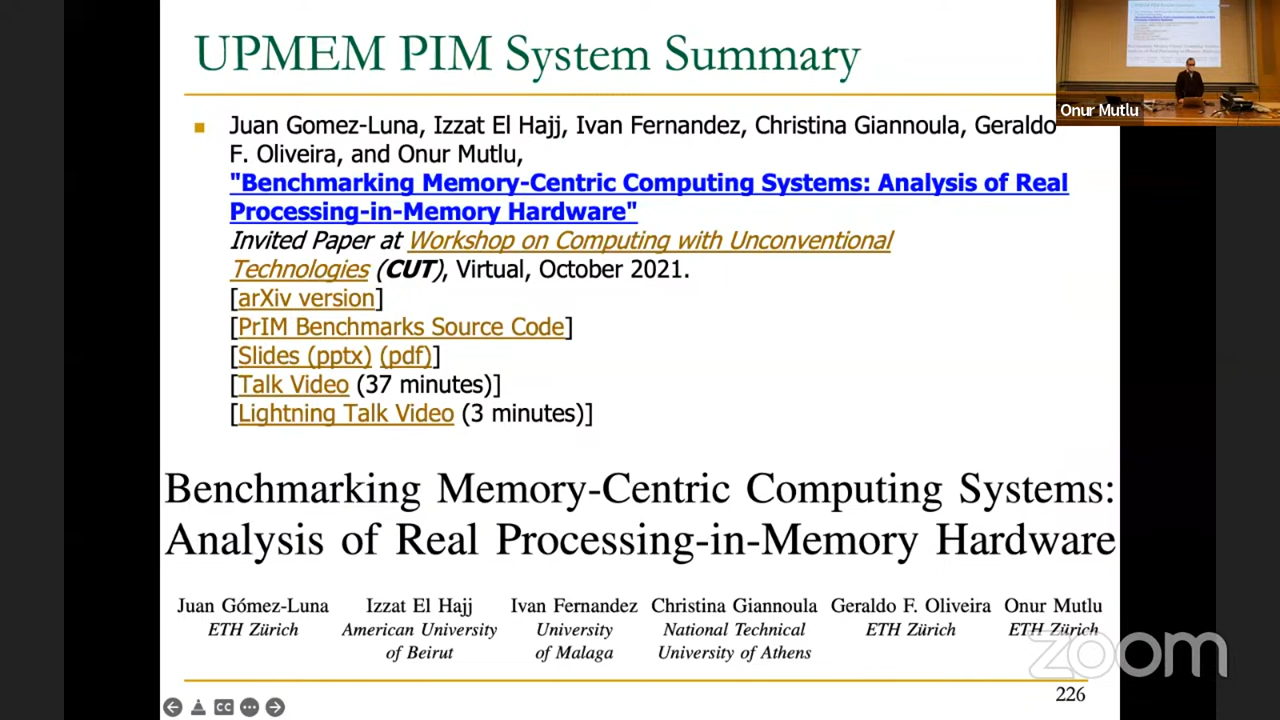 UPMEM PIM System Summary
Onur Mutlu
Juan Gomez-Luna, Izzat El Hajj, Ivan Fernandez, Christina Giannoula, Geraldo
F. Oliveira, and Onur Mutlu,
"Benchmarking Memory-Centric Computing Systems: Analysis of Real
Processing-in-Memory Hardware"
Invited Paper at Workshop on Computing with Unconventional
Technologies (CUT), Virtual, October 2021.
[arXiv version]
[PrIM Benchmarks Source Code]
[Slides (pptx) (pdf)]
[Talk Video (37 minutes)]
[Lightning Talk Video (3 minutes)]
Benchmarking Memory-Centric Computing Systems:
Analysis of Real Processing-in-Memory Hardware
Juan Gómez-Luna Izzat El Hajj Ivan Fernandez Christina Giannoula Geraldo F. Oliveira Onur Mutlu
ETH Zürich American University University National Technical ETH Zürich ETH Zürich
of Beirut of Malaga University of Athens
zoom
226
CC